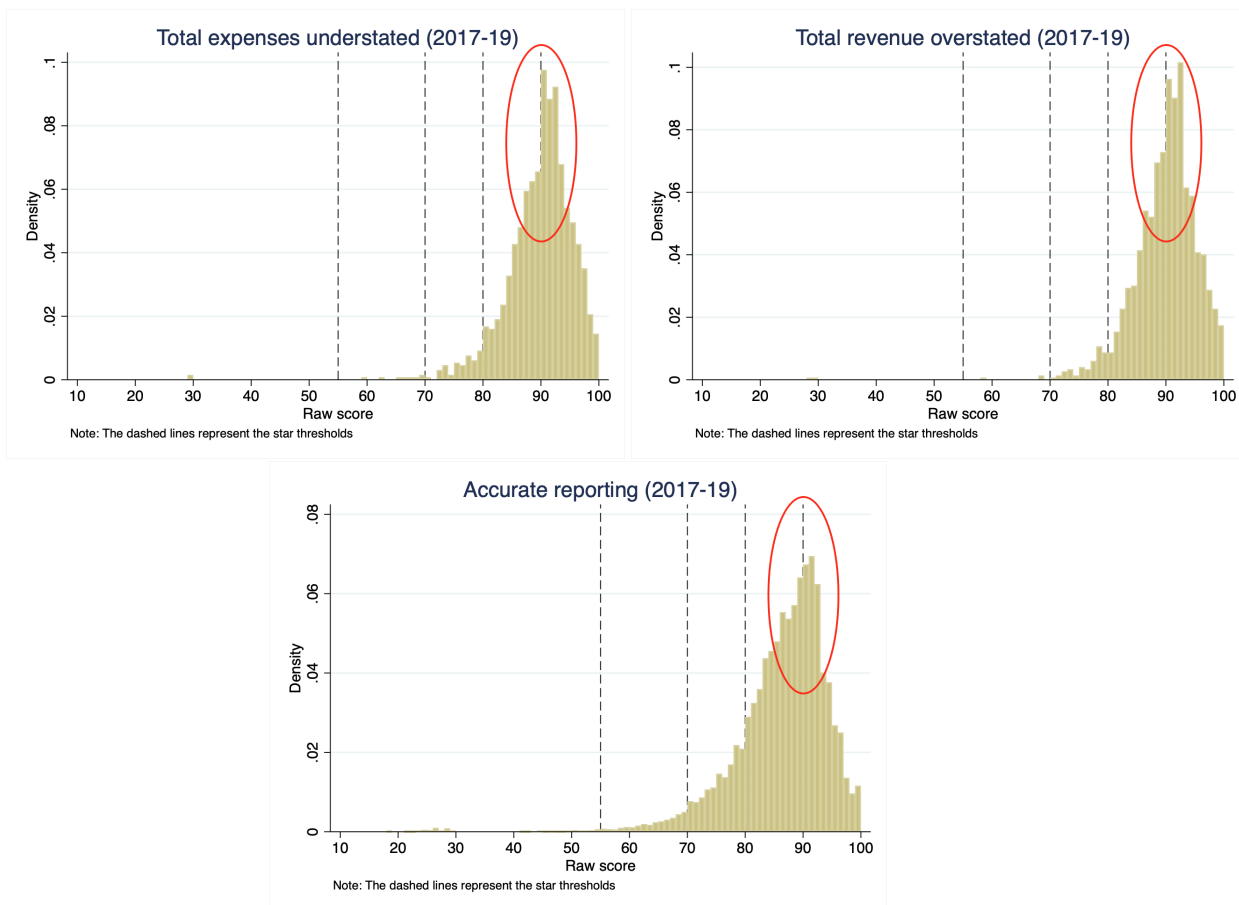 Total expenses understated (2017-19)
Density
0
.02
.04
.06
.08
.1
10 20 30 40 50 60 70 80 90 100
Raw score
Note: The dashed lines represent the star thresholds
Total revenue overstated (2017-19)
Density
0
.02
.04
.06
.08
.1
10 20 30 40 50 60 70 80 90 100
Raw score
Note: The dashed lines represent the star thresholds
Accurate reporting (2017-19)
Density
0
.02
.04
.06
.08
10 20 30 40 50 60 70 80 90 100
Raw score
Note: The dashed lines represent the star thresholds